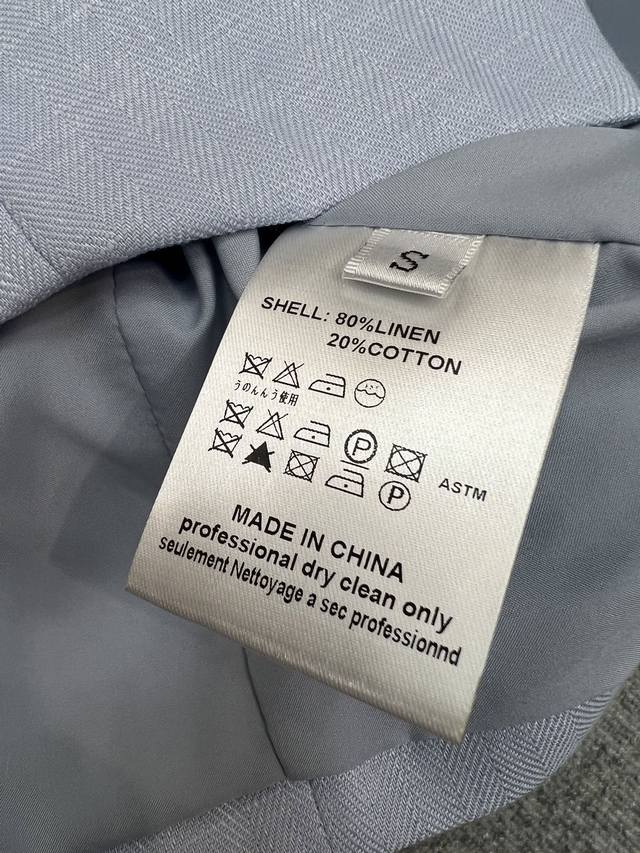 S
SHELL: 80%LINEN
20%COTTON
うのんんう使用
P
P
ASTM
MADE IN CHINA
professional dry clean only
seulement Nettoyage a sec professionnd